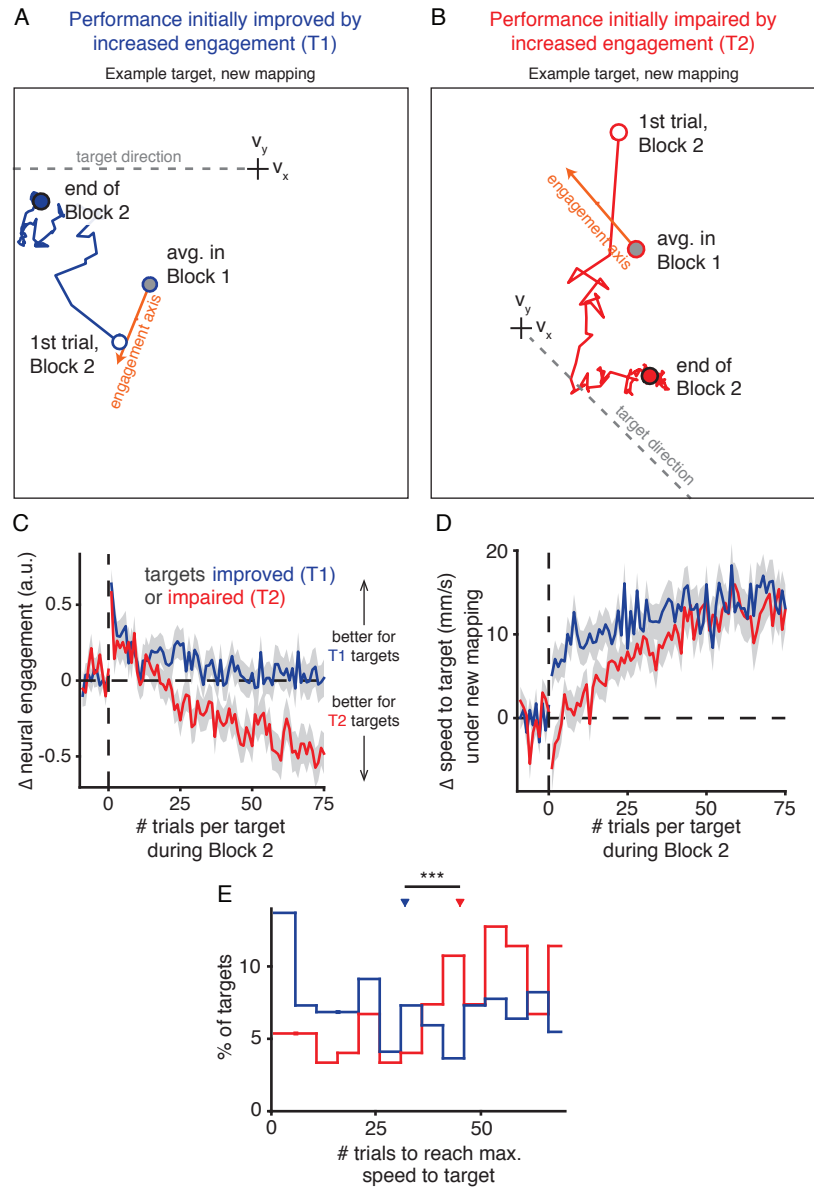 A
Performance initially improved by
increased engagement (T1)
Example target, new mapping
target direction
vy
vx
end of
Block 2
avg. in
Block 1
1st trial,
Block 2
engagement axis
B
Performance initially impaired by
increased engagement (T2)
Example target, new mapping
1st trial,
Block 2
engagement axis
avg. in
Block 1
vy
vx
end of
Block 2
target direction
C
Δ neural engagement (a.u.)
0.5
0
-0.5
targets improved (T1)
or impaired (T2)
better for
T1 targets
better for
T2 targets
0 25 50 75
# trials per target
during Block 2
D
Δ speed to target (mm/s)
under new mapping
20
10
0
0 25 50 75
# trials per target
during Block 2
E
***
% of targets
10
5
0
0 25 50
# trials to reach max.
speed to target